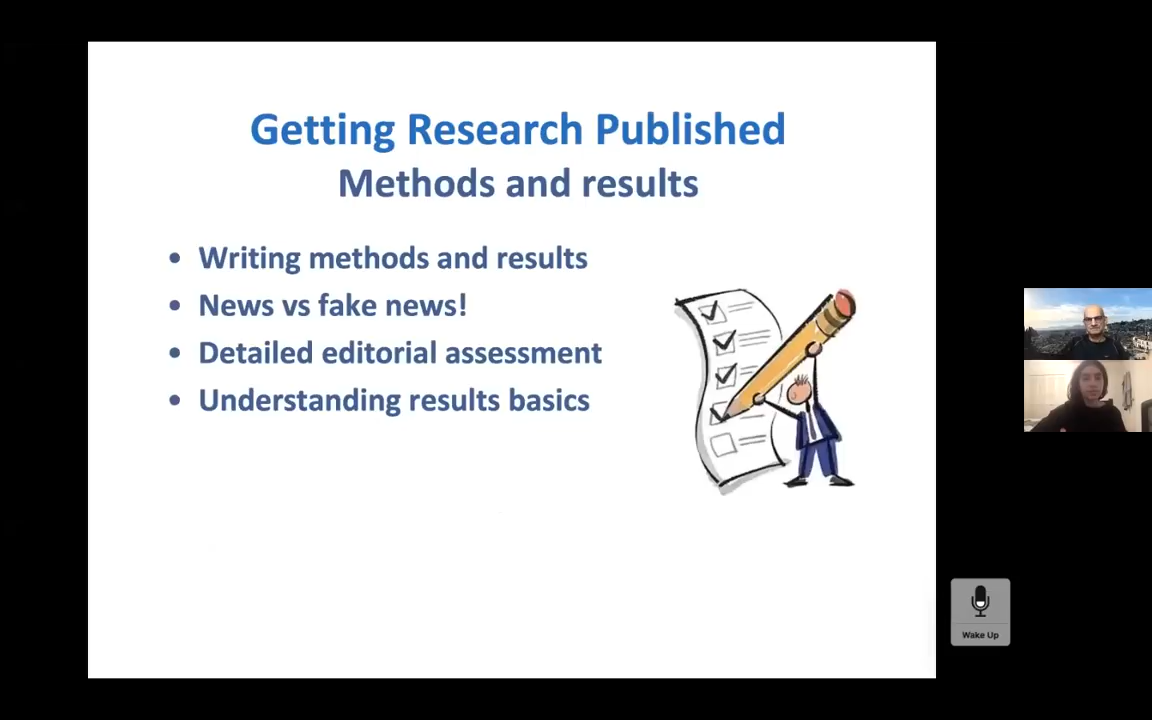 Getting Research Published
Methods and results
• Writing methods and results
• News vs fake news!
• Detailed editorial assessment
• Understanding results basics
Wake Up